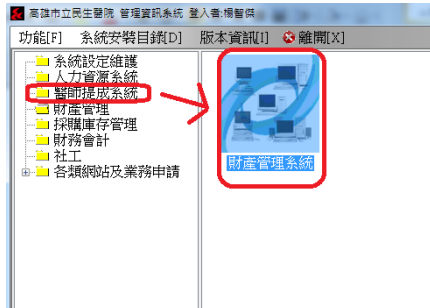 高雄市立民生醫院 管理資訊系統 登入者:楊智傑
功能[F] 系統安裝目錄[D] 版本資訊[I] 離開[X]
系統設定維護
人力資源系統
醫師提成系統
財產管理
採購庫存管理
財務會計
社工
各類網站及業務申請
財產管理系統